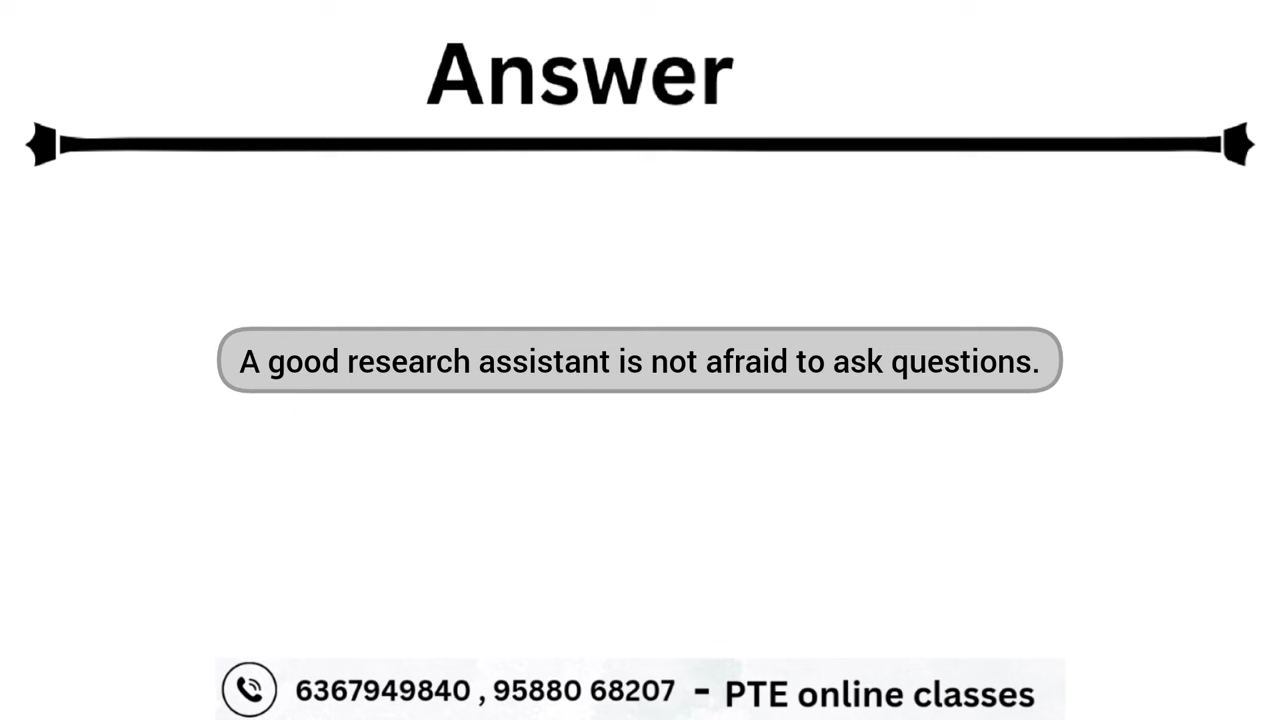 Answer
A good research assistant is not afraid to ask questions.
6367949840 , 95880 68207 - PTE online classes